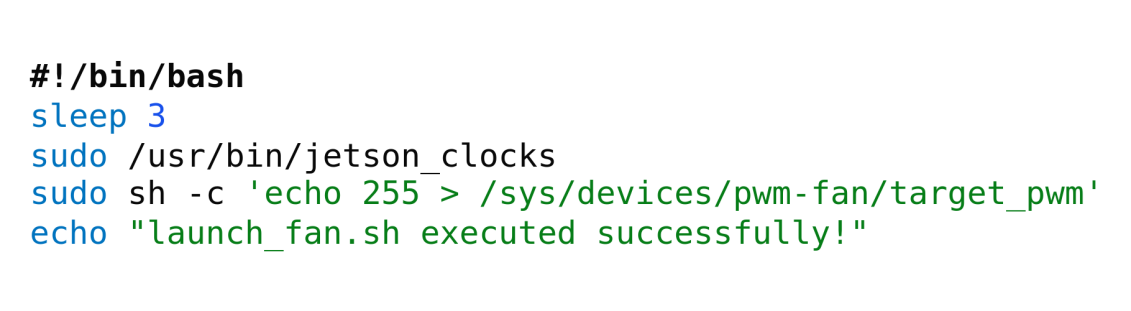 #!/bin/bash
sleep 3
sudo /usr/bin/jetson_clocks
sudo sh -c 'echo 255 > /sys/devices/pwm-fan/target_pwm'
echo "launch_fan.sh executed successfully!"